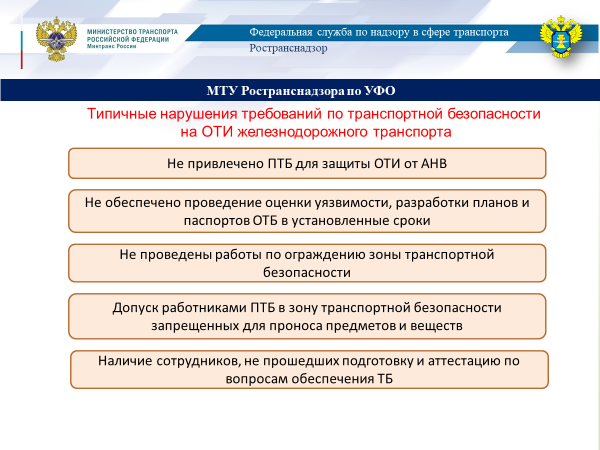 МИНИСТЕРСТВО ТРАНСПОРТА
РОССИЙСКОЙ ФЕДЕРАЦИИ
Минтранс России
Федеральная служба по надзору в сфере транспорта
Ространснадзор
МТУ Ространснадзора по УФО
Типичные нарушения требований по транспортной безопасности
на ОТИ железнодорожного транспорта
Не привлечено ПТБ для защиты ОТИ от АНВ
Не обеспечено проведение оценки уязвимости, разработки планов и
паспортов ОТБ в установленные сроки
Не проведены работы по ограждению зоны транспортной
безопасности
Допуск работниками ПТБ в зону транспортной безопасности
запрещенных для проноса предметов и веществ
Наличие сотрудников, не прошедших подготовку и аттестацию по
вопросам обеспечения ТБ